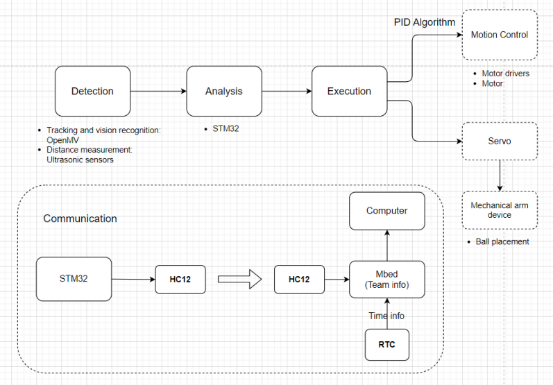 PID Algorithm
Motion Control
Detection
Analysis
Execution
• Motor drivers
• Motor
• Tracking and vision recognition:
OpenMV
• Distance measurement:
Ultrasonic sensors
• STM32
Servo
Mechanical arm
device
• Ball placement
Communication
Computer
STM32
HC12
HC12
Mbed
(Team info)
Time info
RTC